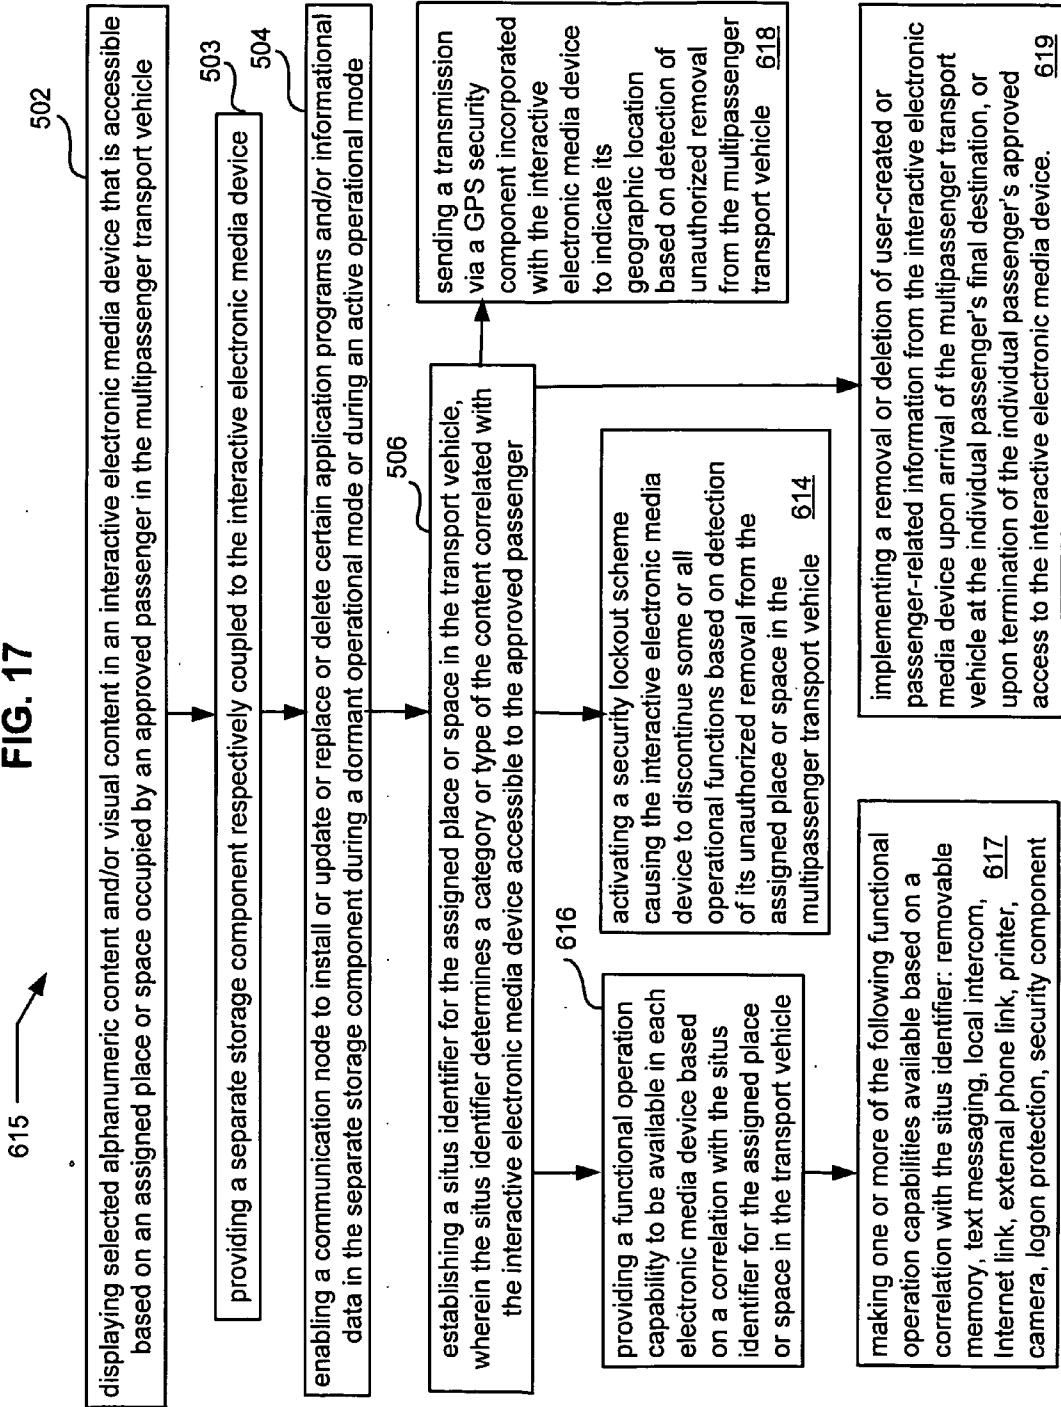 FIG. 17
615
502
displaying selected alphanumeric content and/or visual content in an interactive electronic media device that is accessible
based on an assigned place or space occupied by an approved passenger in the multipassenger transport vehicle
503
providing a separate storage component respectively coupled to the interactive electronic media device
504
enabling a communication node to install or update or replace or delete certain application programs and/or informational
data in the separate storage component during a dormant operational mode or during an active operational mode
506
establishing a situs identifier for the assigned place or space in the transport vehicle,
wherein the situs identifier determines a category or type of the content correlated with
the interactive electronic media device accessible to the approved passenger
616
providing a functional operation
capability to be available in each
electronic media device based
on a correlation with the situs
identifier for the assigned place
or space in the transport vehicle
activating a security lockout scheme
causing the interactive electronic media
device to discontinue some or all
operational functions based on detection
of its unauthorized removal from the
assigned place or space in the
multipassenger transport vehicle 614
sending a transmission
via a GPS security
component incorporated
with the interactive
electronic media device
to indicate its
geographic location
based on detection of
unauthorized removal
from the multipassenger
transport vehicle. 618
making one or more of the following functional
operation capabilities available based on a
correlation with the situs identifier: removable
memory, text messaging, local intercom, 617
Internet link, external phone link, printer,
camera, logon protection, security component
implementing a removal or deletion of user-created or
passenger-related information from the interactive electronic
media device upon arrival of the multipassenger transport
vehicle at the individual passenger's final destination, or
upon termination of the individual passenger's approved
access to the interactive electronic media device. 619